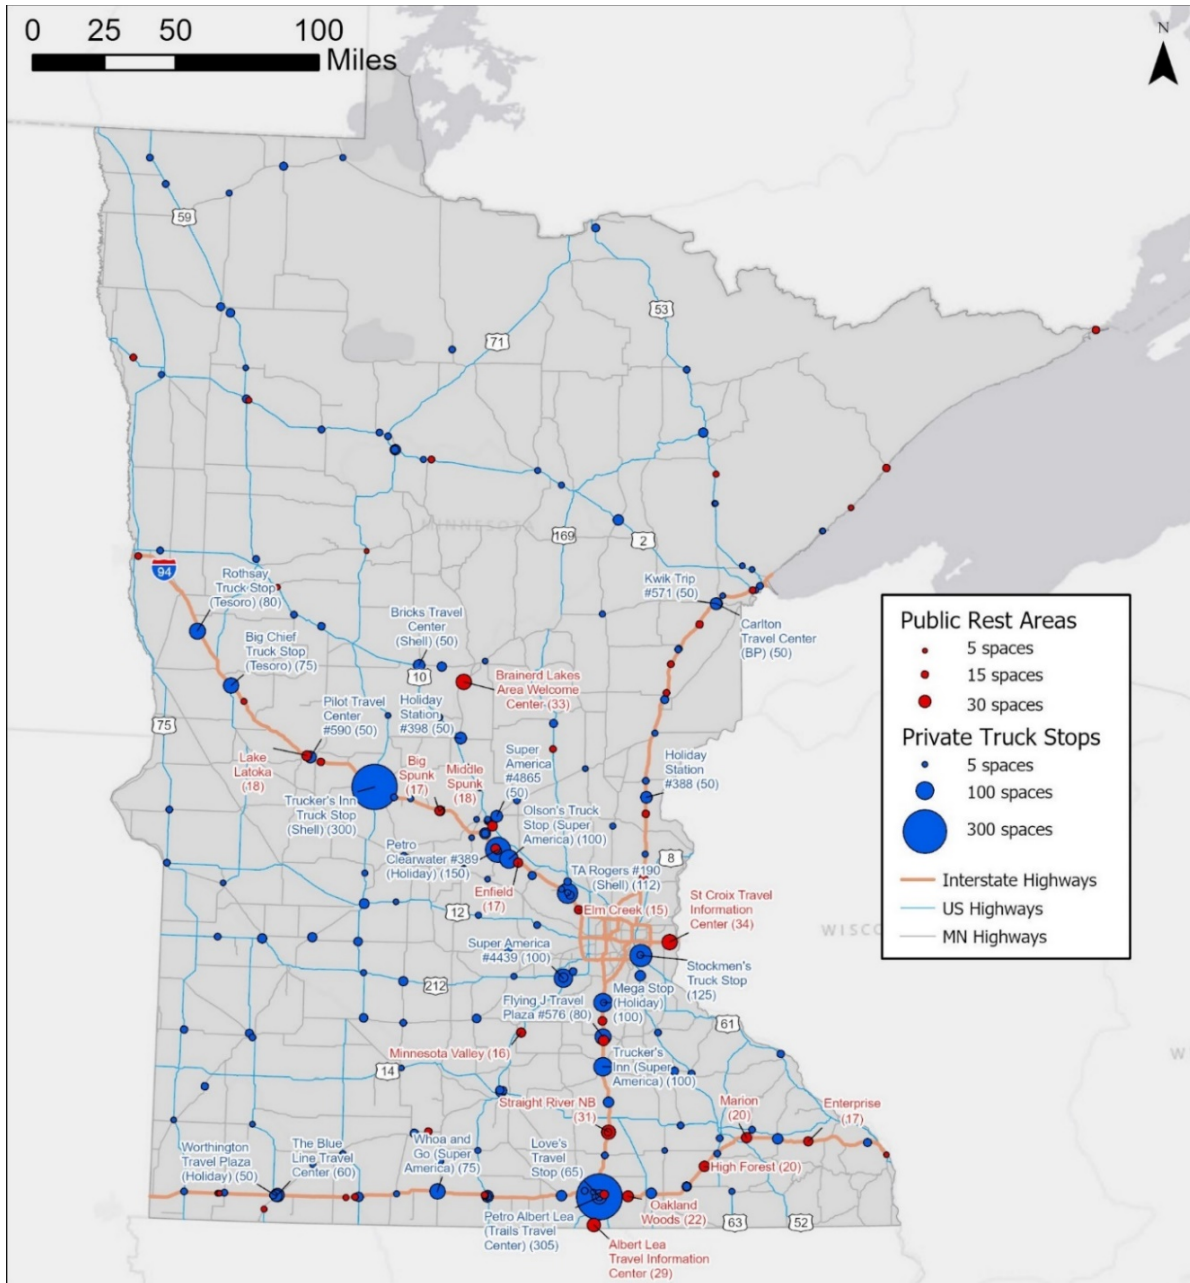 0 25 50 100
Miles
N
59
53
71
MINNESOTA
169
2
94
Rothsay
Truck Stop
(Tesoro) (80)
Kwik Trip
#571 (50)
Big Chief
Truck Stop
(Tesoro) (75)
Bricks Travel
Center
(Shell) (50)
Carlton
Travel Center
(BP) (50)
10
Brainerd Lakes
Area Welcome
Center (33)
75
Pilot Travel
Center
#590 (50)
Holiday
Station
#398 (50)
Lake
Latoka
(18)
Big
Spunk
(17)
Middle
Spunk
(18)
Super
America
#4865
(50)
Holiday
Station
#388 (50)
Trucker's Inn
Truck Stop
(Shell) (300)
Olson's Truck
Stop (Super
America) (100)
Petro
Clearwater #389
(Holiday) (150)
8
Enfield
(17)
TA Rogers #190
(Shell) (112)
St Croix Travel
Information
Center (34)
12
Elm Creek (15)
Super America
#4439 (100)
Stockmen's
Truck Stop
(125)
212
Flying J Travel
Plaza #576 (80)
Mega Stop
(Holiday)
(100)
61
Minnesota Valley (16)
14
Trucker's
Inn (Super
America) (100)
Straight River NB
(31)
Marion
(20)
Enterprise
(17)
Worthington
Travel Plaza
(Holiday) (50)
The Blue
Line Travel
Center (60)
Whoa and
Go (Super
America) (75)
Love's
Travel
Stop (65)
High Forest (20)
Petro Albert Lea
(Trails Travel
Center) (305)
Oakland
Woods (22)
63
52
Albert Lea
Travel Information
Center (29)
WISCO
W
Public Rest Areas
5 spaces
15 spaces
30 spaces
Private Truck Stops
5 spaces
100 spaces
300 spaces
Interstate Highways
US Highways
MN Highways